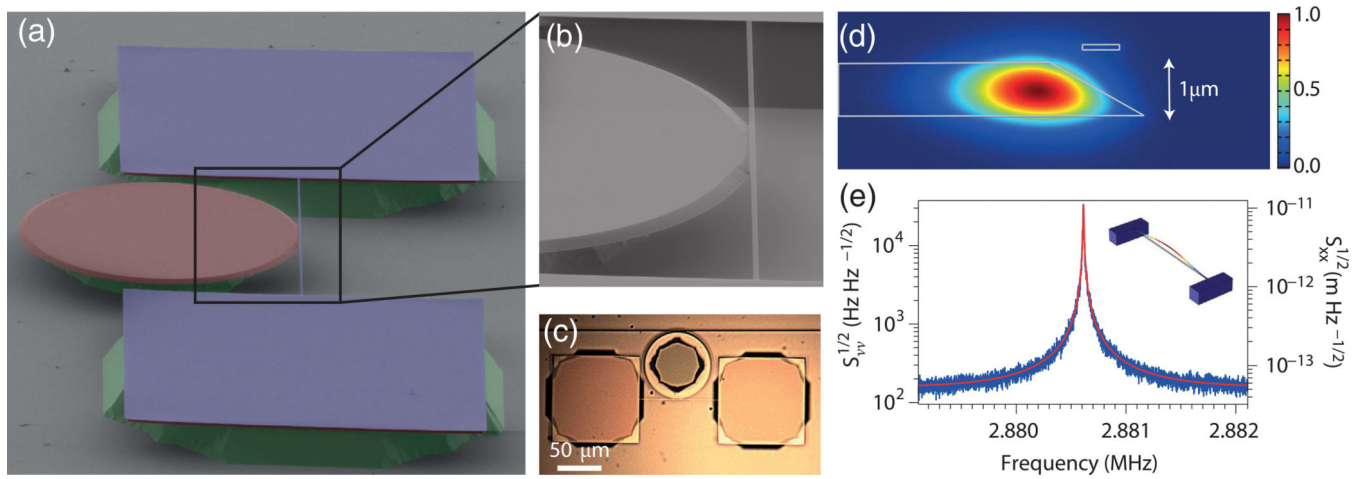 (a)
(b)
(c)
50 μm
(d)
1μm
1.0
0.5
0.0
(e)
S_νν^1/2 (Hz Hz^−1/2)
10^4
10^3
10^2
10^−11
10^−12
10^−13
S_xx^1/2 (m Hz^−1/2)
2.880
2.881
2.882
Frequency (MHz)